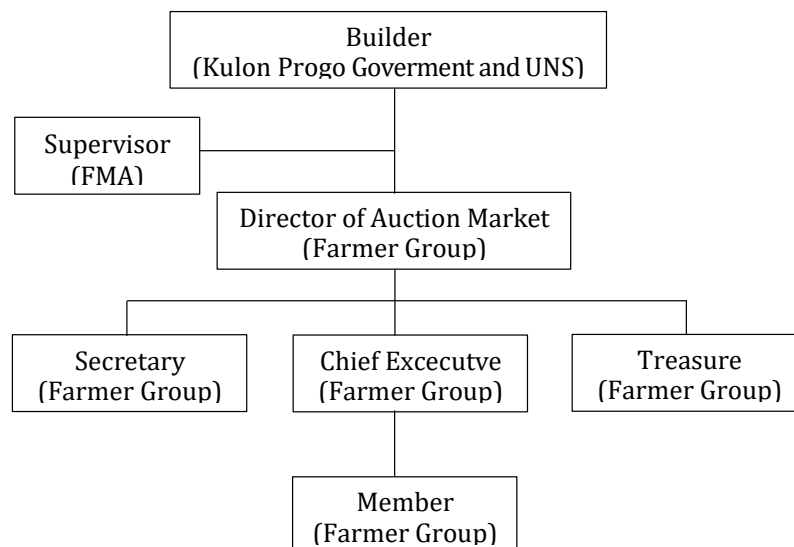 Builder
(Kulon Progo Goverment and UNS)
Supervisor
(FMA)
Director of Auction Market
(Farmer Group)
Secretary
(Farmer Group)
Chief Excecutve
(Farmer Group)
Treasure
(Farmer Group)
Member
(Farmer Group)